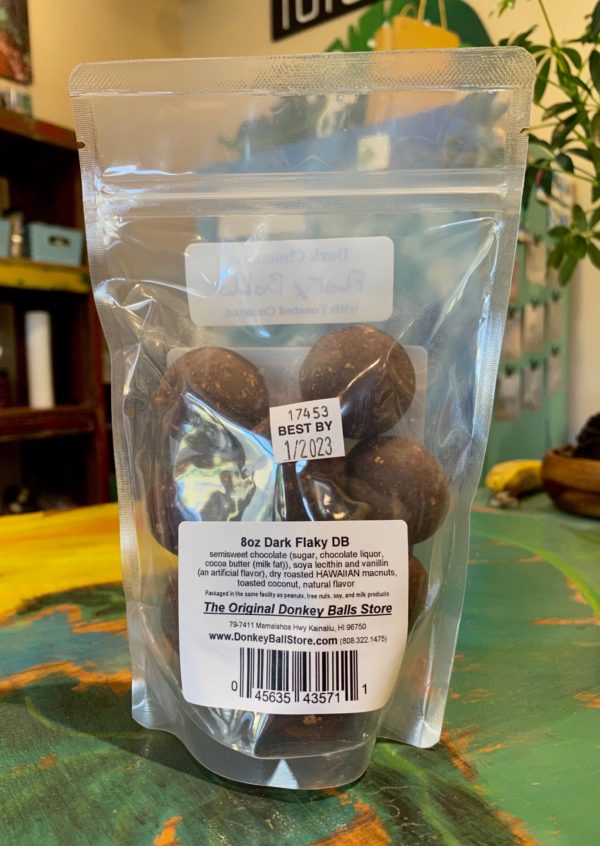 Dark Chocolate
Flaky Balls
with Toasted Coconut
17453
BEST BY
1/2023
8oz Dark Flaky DB
semisweet chocolate (sugar, chocolate liquor,
cocoa butter (milk fat)), soya lecithin and vanillin
(an artificial flavor), dry roasted HAWAIIAN macnuts,
toasted coconut, natural flavor
Packaged in the same facility as peanuts, tree nuts, soy, and milk products
The Original Donkey Balls Store
79-7411 Mamalahoa Hwy Kainaliu, HI 96750
www.DonkeyBallStore.com (808.322.1475)
0 45635 43571 1